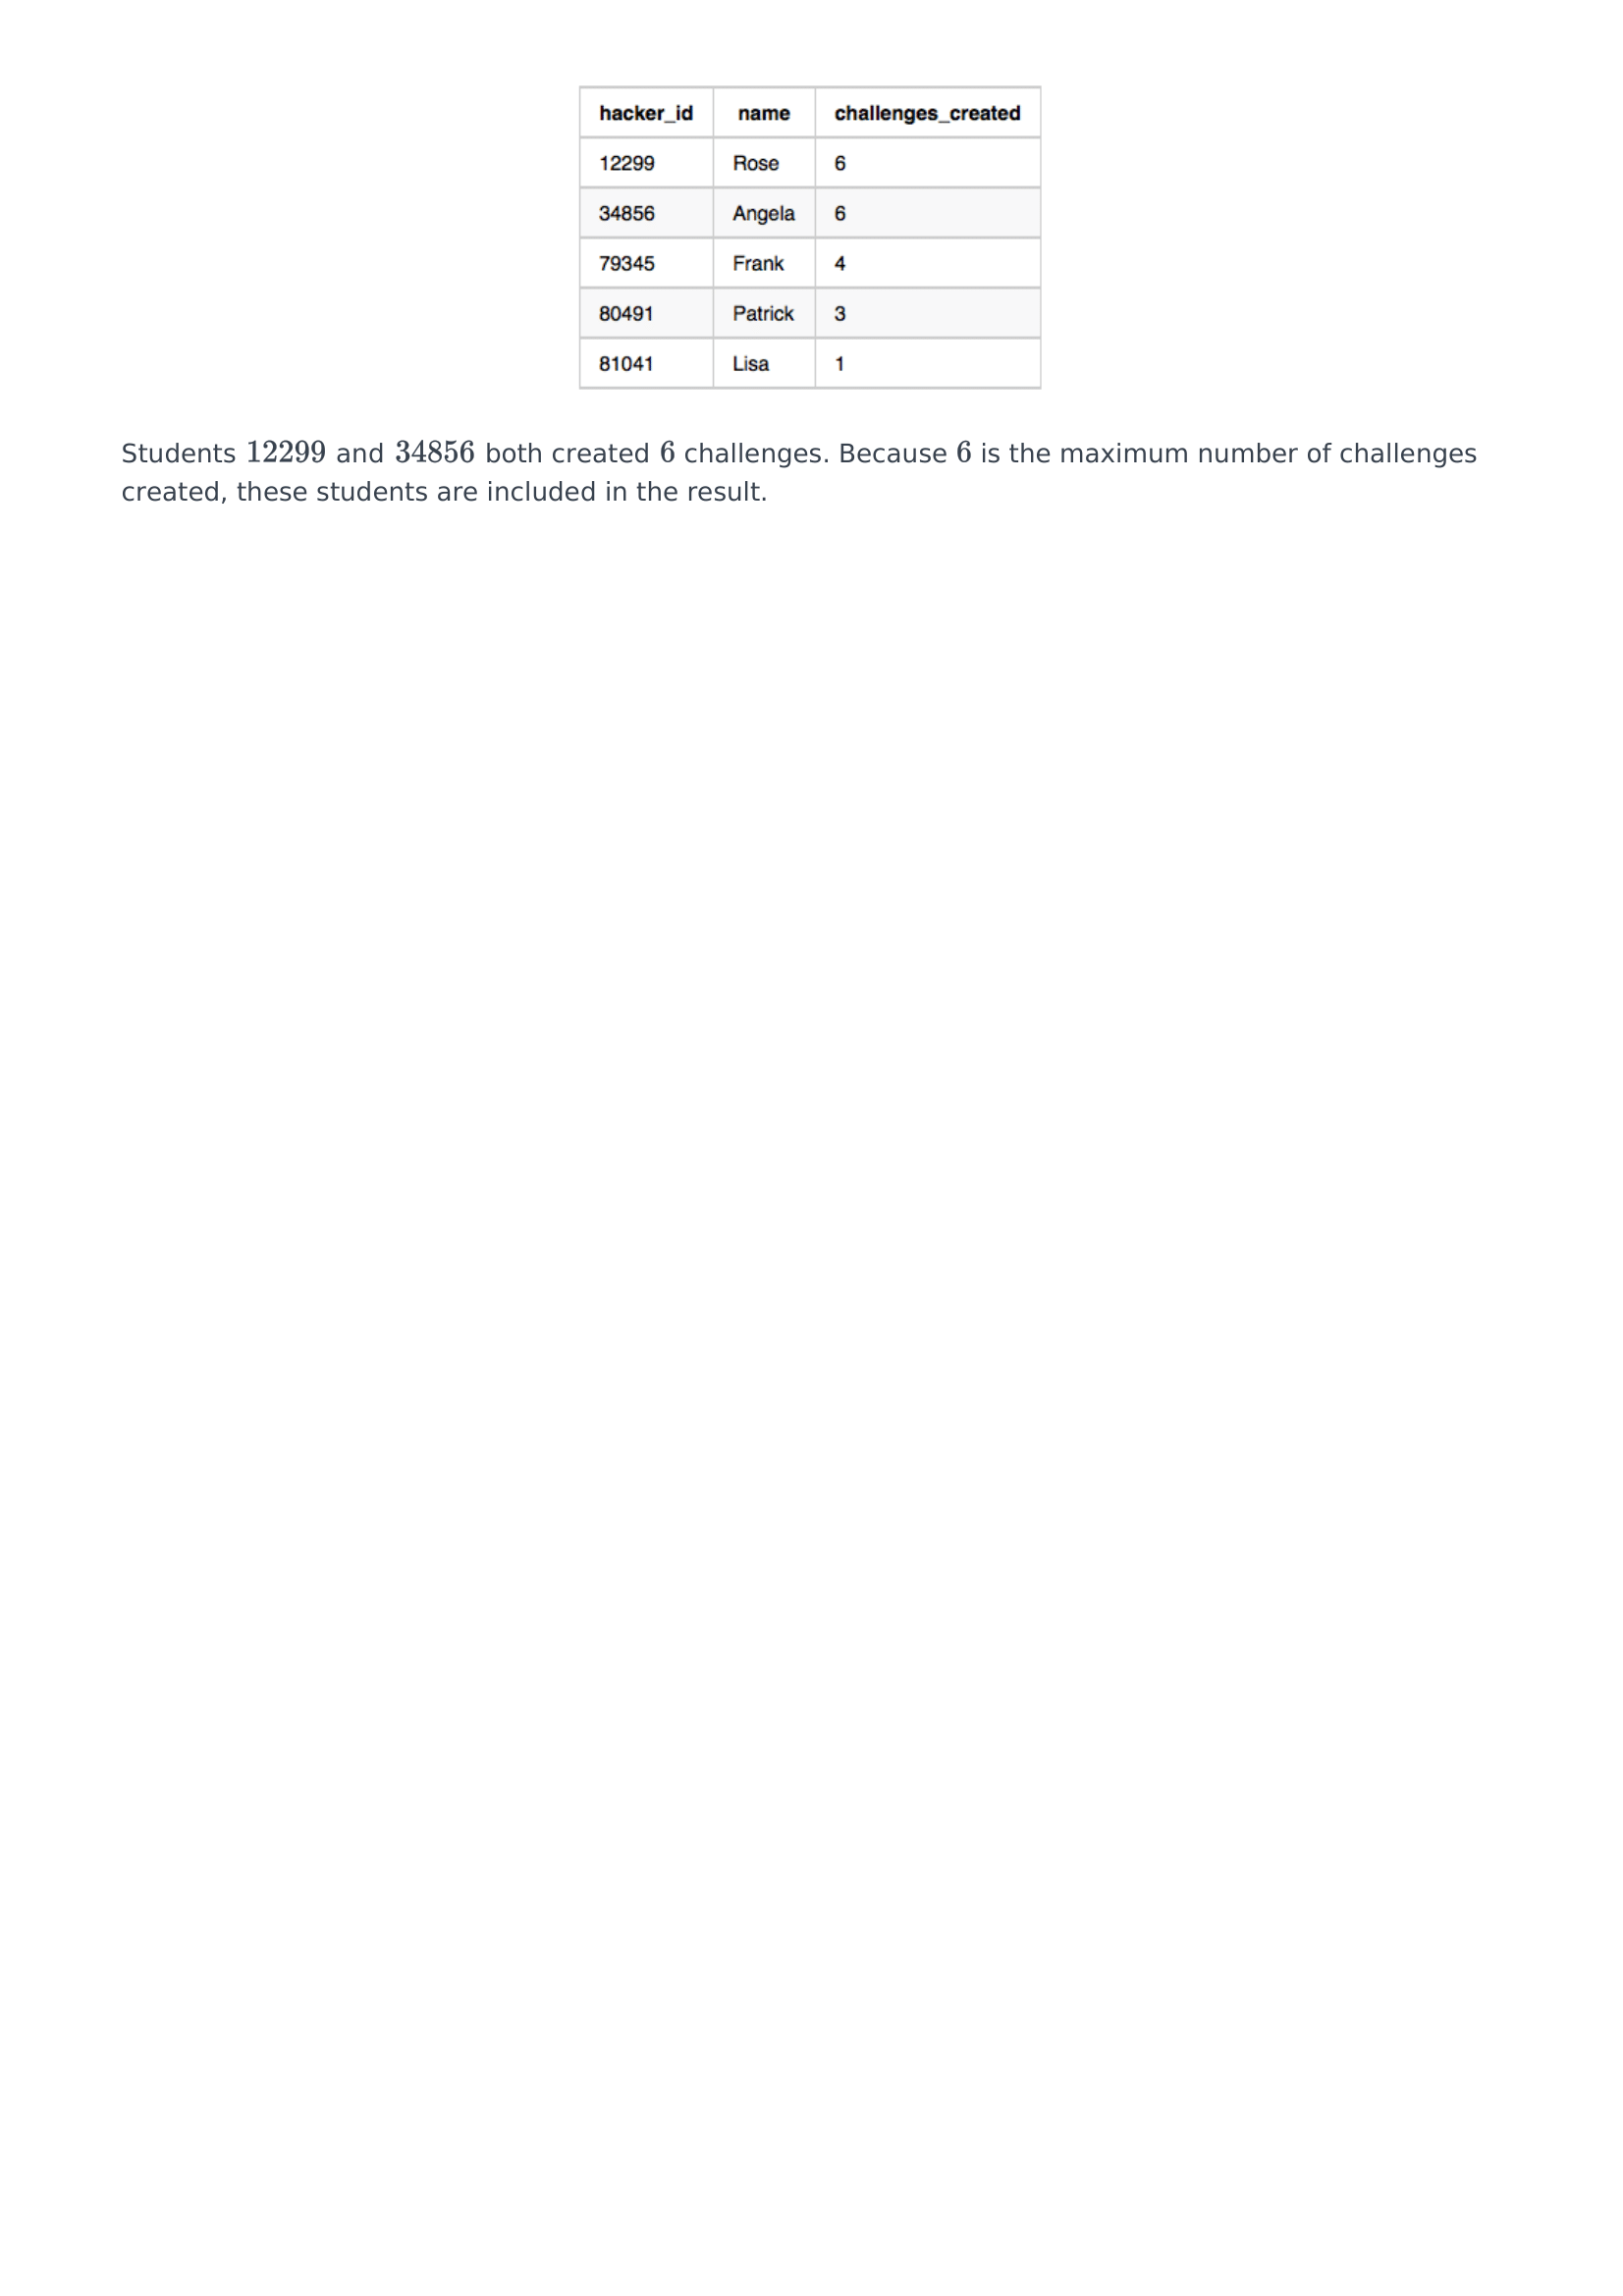 hacker_id name challenges_created
12299 Rose 6
34856 Angela 6
79345 Frank 4
80491 Patrick 3
81041 Lisa 1
Students 12299 and 34856 both created 6 challenges. Because 6 is the maximum number of challenges
created, these students are included in the result.